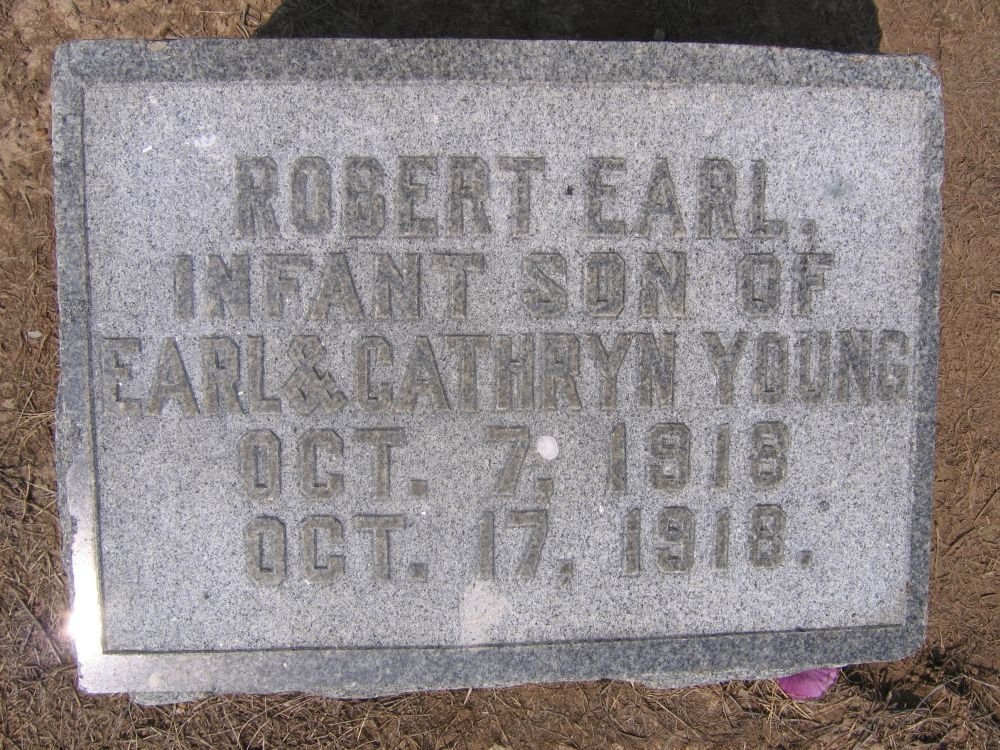 ROBERT EARL,
INFANT SON OF
EARL & CATHRYN YOUNG
OCT. 7, 1918
OCT. 17, 1918.